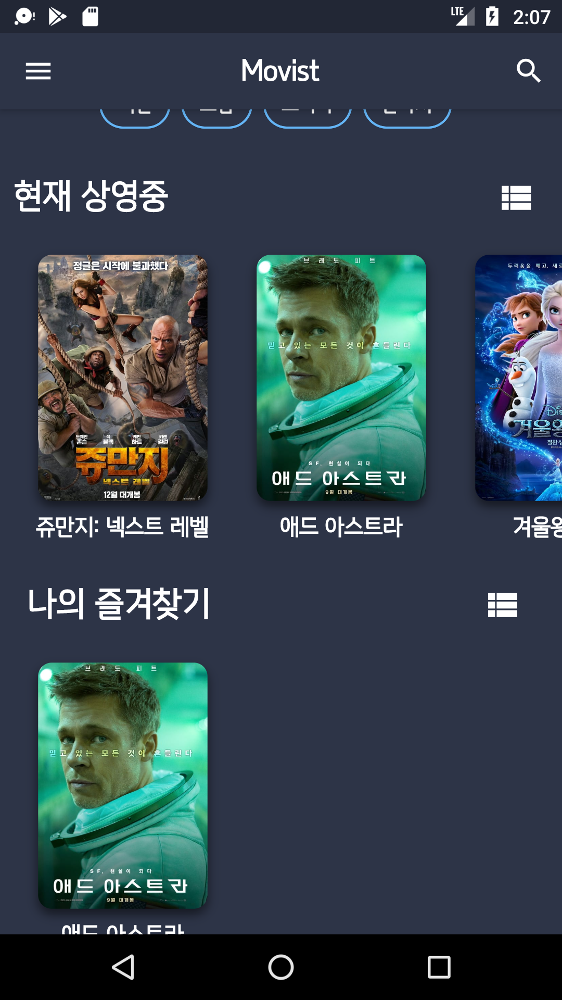 LTE 2:07
Movist
현재 상영중
정글은 시작에 불과했다
드웨인 존슨 잭 블랙 케빈 하트 카렌 길런
쥬만지
넥스트 레벨
12월 대개봉
브래드 피트
믿고 있는 모든 것이 흔들린다
SF, 현실이 되다
애드 아스트라
9월 대개봉
두려움을 깨고, 새로
Dis
겨울왕
쥬만지: 넥스트 레벨
애드 아스트라
겨울왕
나의 즐겨찾기
브래드 피트
믿고 있는 모든 것이 흔들린다
SF, 현실이 되다
애드 아스트라
9월 대개봉
애드 아스트라